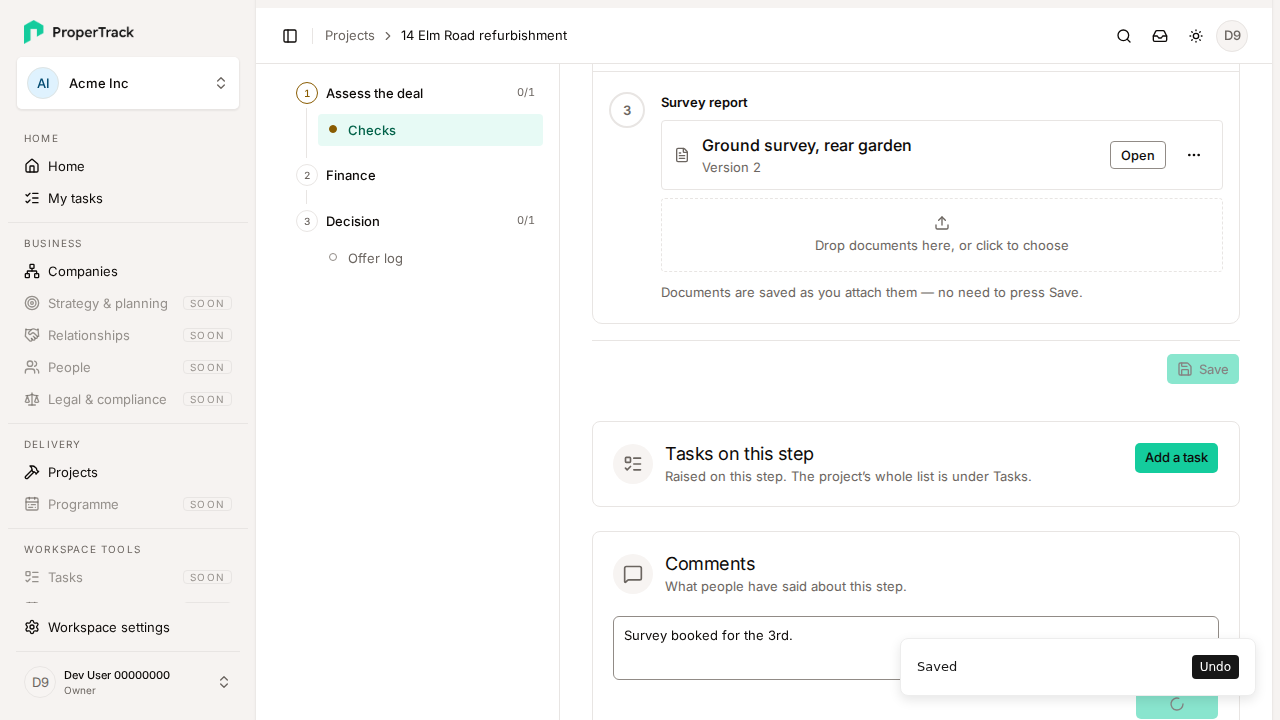 ProperTrack
AI
Acme Inc
HOME
Home
My tasks
BUSINESS
Companies
Strategy & planning
SOON
Relationships
SOON
People
SOON
Legal & compliance
SOON
DELIVERY
Projects
Programme
SOON
WORKSPACE TOOLS
Tasks
SOON
Workspace settings
D9
Dev User 00000000
Owner
Projects
14 Elm Road refurbishment
D9
1
Assess the deal
0/1
Checks
2
Finance
3
Decision
0/1
Offer log
3
Survey report
Ground survey, rear garden
Version 2
Open
Drop documents here, or click to choose
Documents are saved as you attach them — no need to press Save.
Save
Tasks on this step
Raised on this step. The project’s whole list is under Tasks.
Add a task
Comments
What people have said about this step.
Survey booked for the 3rd.
Saved
Undo